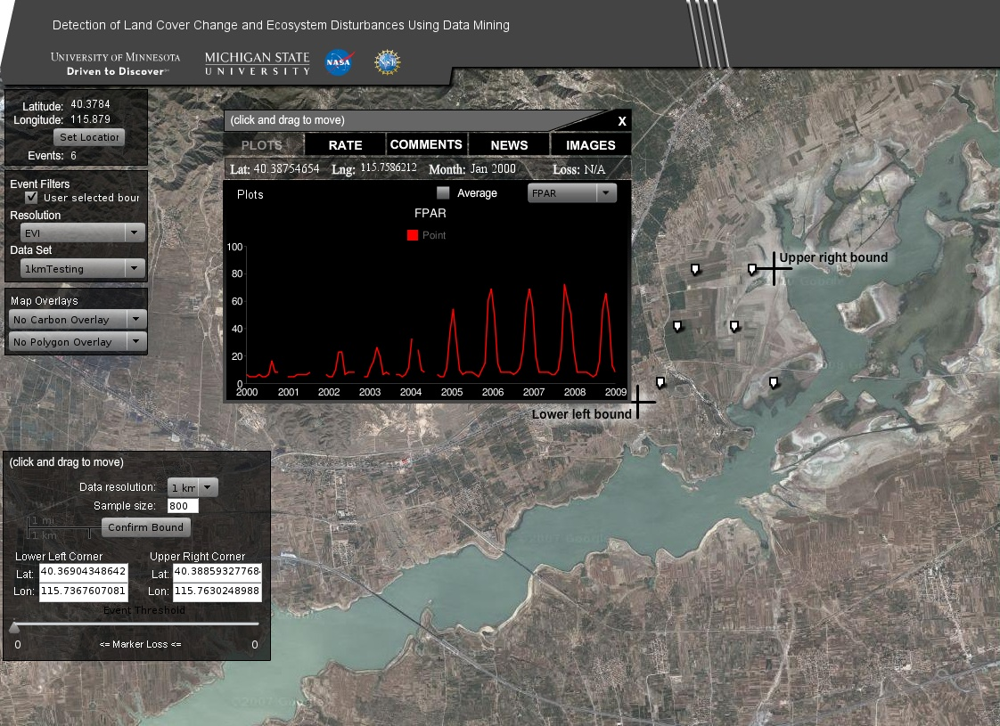 Detection of Land Cover Change and Ecosystem Disturbances Using Data Mining
UNIVERSITY OF MINNESOTA
Driven to Discover
MICHIGAN STATE
UNIVERSITY
NASA
NSF
Latitude: 40.3784
Longitude: 115.879
Set Location
Events: 6
Event Filters
User selected bour
Resolution
EVI
Data Set
1kmTesting
Map Overlays
No Carbon Overlay
No Polygon Overlay
(click and drag to move)
X
PLOTS RATE COMMENTS NEWS IMAGES
Lat: 40.38754654 Lng: 115.7586212 Month: Jan 2000 Loss: N/A
Plots Average FPAR
FPAR
Point
100
80
60
40
20
0
2000 2001 2002 2003 2004 2005 2006 2007 2008 2009
Upper right bound
Lower left bound
(click and drag to move)
Data resolution: 1 km
Sample size: 800
1 mi
1 km
Confirm Bound
Lower Left Corner Upper Right Corner
Lat: 40.36904348642 Lat: 40.38859327768
Lon: 115.7367607081 Lon: 115.7630248988
Event Threshold
0 <= Marker Loss <= 0
©2007 Google